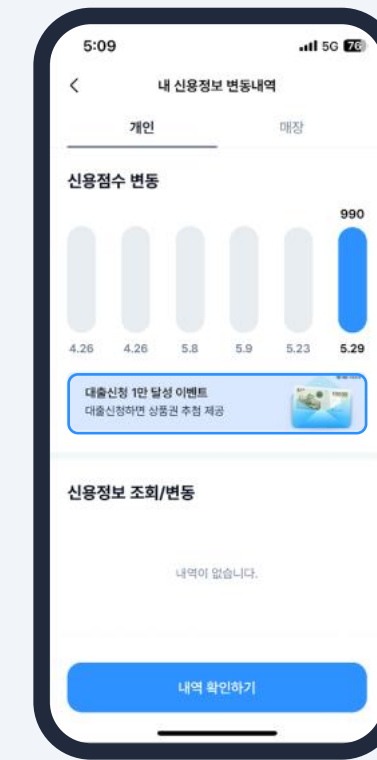 5:09
5G 76
내 신용정보 변동내역
개인
매장
신용점수 변동
990
4.26
4.26
5.8
5.9
5.23
5.29
대출신청 1만 달성 이벤트
대출신청하면 상품권 추첨 제공
신용정보 조회/변동
내역이 없습니다.
내역 확인하기